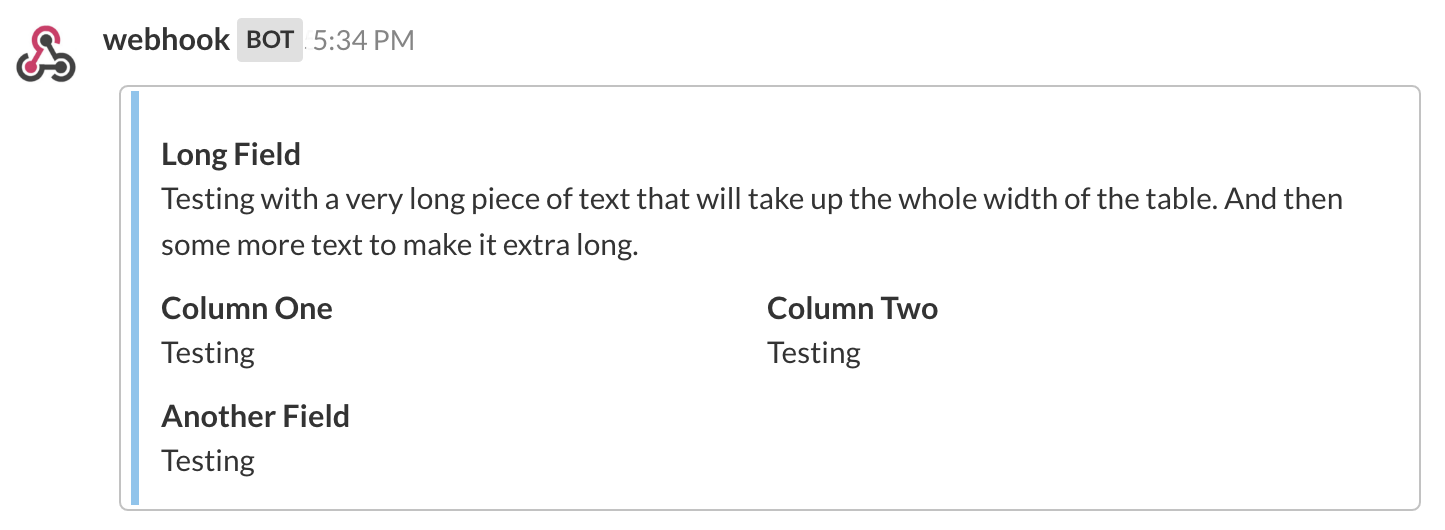 webhook BOT 5:34 PM
Long Field
Testing with a very long piece of text that will take up the whole width of the table. And then
some more text to make it extra long.
Column One Column Two
Testing Testing
Another Field
Testing